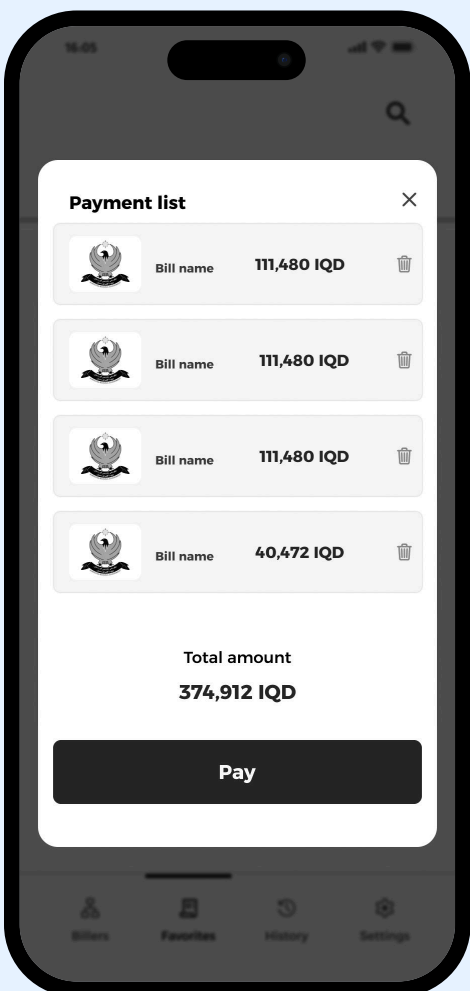 16:05
Payment list
Bill name 111,480 IQD
Bill name 111,480 IQD
Bill name 111,480 IQD
Bill name 40,472 IQD
Total amount
374,912 IQD
Pay
Billers Favorites History Settings